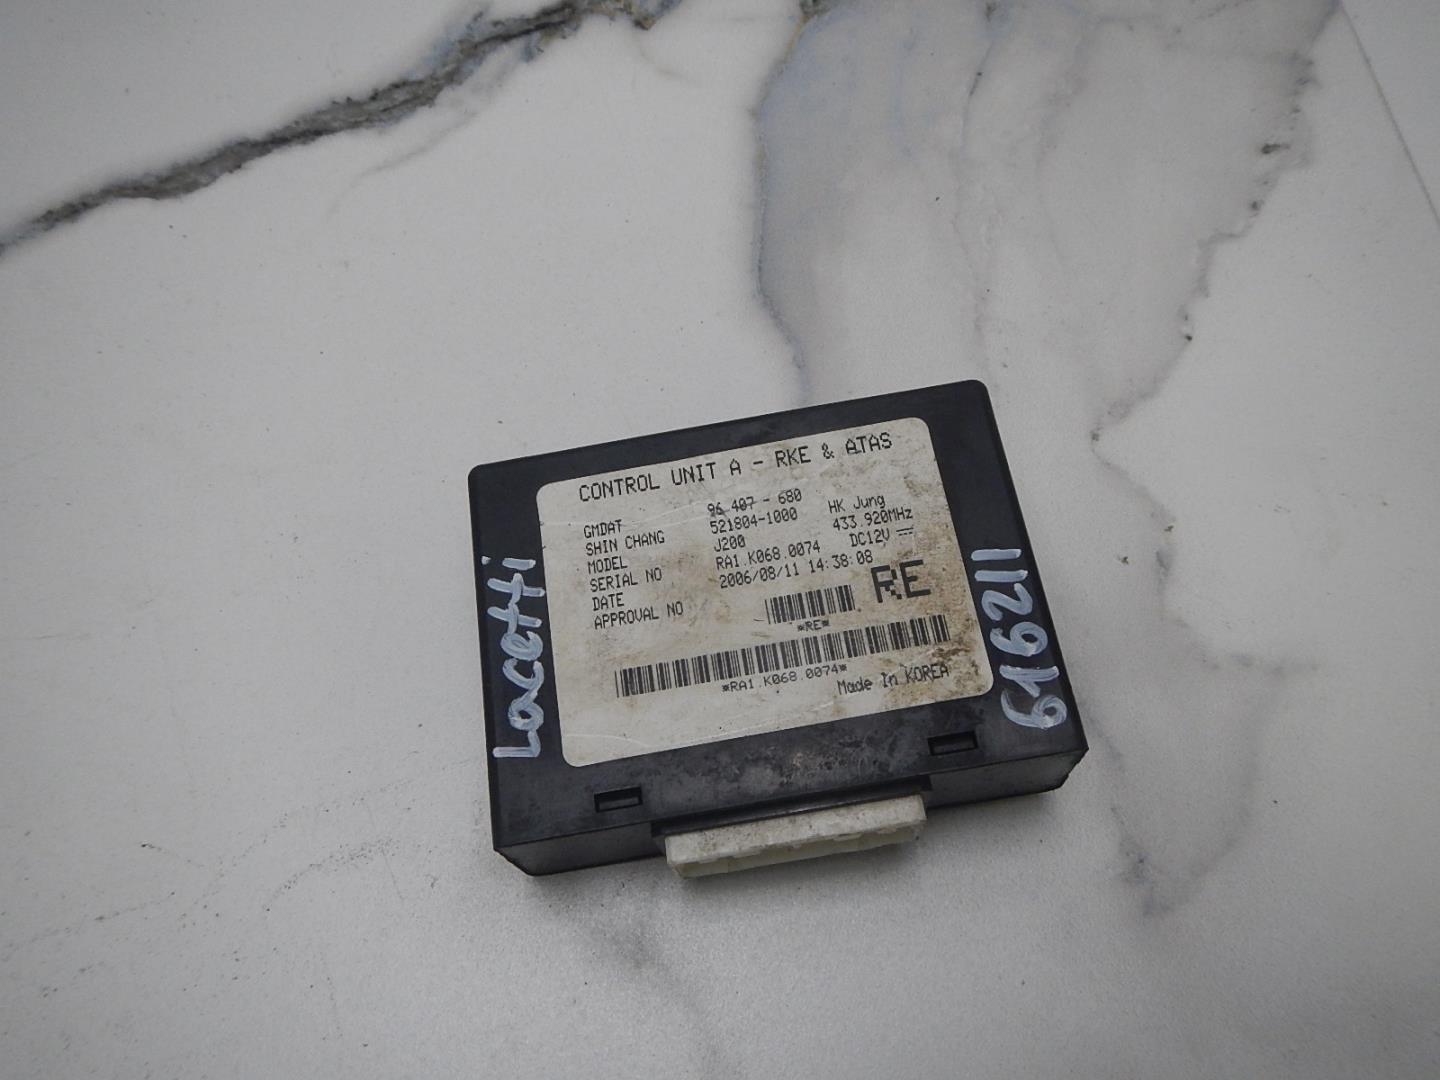 CONTROL UNIT A - RKE & ATAS
GMDAT 96 407 - 680
SHIN CHANG 521804-1000 HK Jung
MODEL J200 433.920MHz
SERIAL NO RA1.K068.0074 DC12V
DATE 2006/08/11 14:38:08
APPROVAL NO
RE
*RE*
*RA1.K068.0074*
Made In KOREA
Lacetti
616211